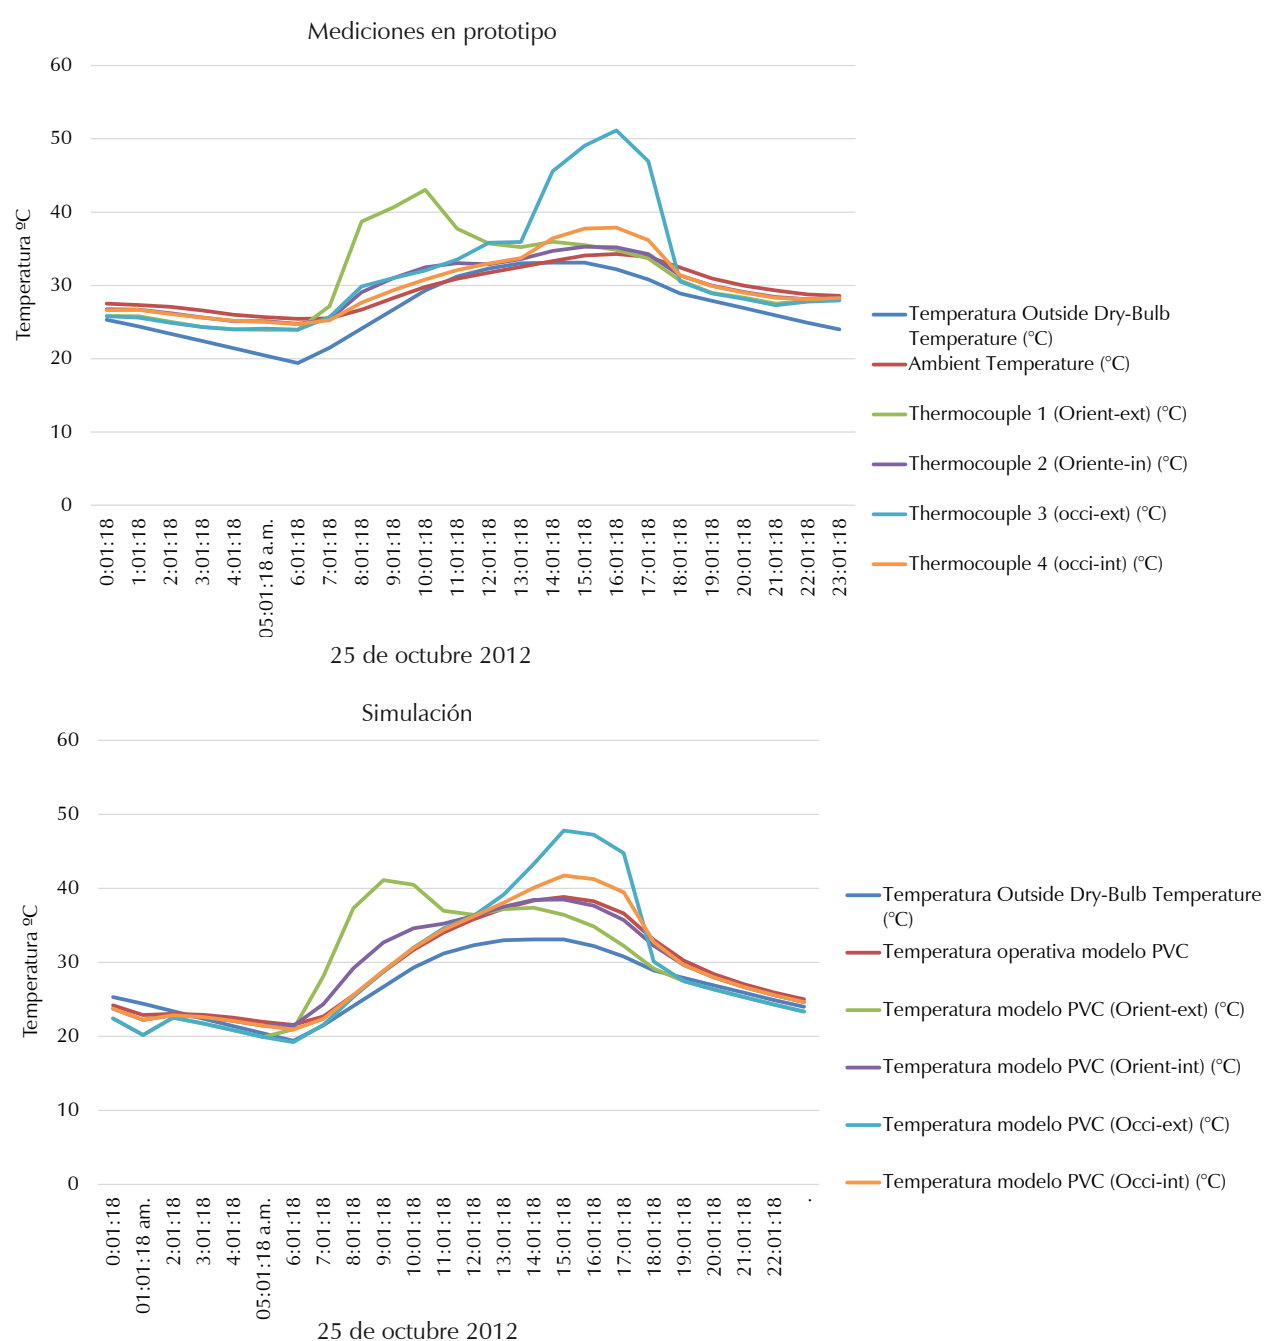 Mediciones en prototipo
60
50
40
30
20
10
0
Temperatura ºC
0:01:18
1:01:18
2:01:18
3:01:18
4:01:18
05:01:18 a.m.
6:01:18
7:01:18
8:01:18
9:01:18
10:01:18
11:01:18
12:01:18
13:01:18
14:01:18
15:01:18
16:01:18
17:01:18
18:01:18
19:01:18
20:01:18
21:01:18
22:01:18
23:01:18
25 de octubre 2012
Temperatura Outside Dry-Bulb
Temperature (°C)
Ambient Temperature (°C)
Thermocouple 1 (Orient-ext) (°C)
Thermocouple 2 (Oriente-in) (°C)
Thermocouple 3 (occi-ext) (°C)
Thermocouple 4 (occi-int) (°C)
Simulación
60
50
40
30
20
10
0
Temperatura ºC
0:01:18
01:01:18 am.
2:01:18
3:01:18
4:01:18
05:01:18 a.m.
6:01:18
7:01:18
8:01:18
9:01:18
10:01:18
11:01:18
12:01:18
13:01:18
14:01:18
15:01:18
16:01:18
17:01:18
18:01:18
19:01:18
20:01:18
21:01:18
22:01:18
.
25 de octubre 2012
Temperatura Outside Dry-Bulb Temperature
(°C)
Temperatura operativa modelo PVC
Temperatura modelo PVC (Orient-ext) (°C)
Temperatura modelo PVC (Orient-int) (°C)
Temperatura modelo PVC (Occi-ext) (°C)
Temperatura modelo PVC (Occi-int) (°C)